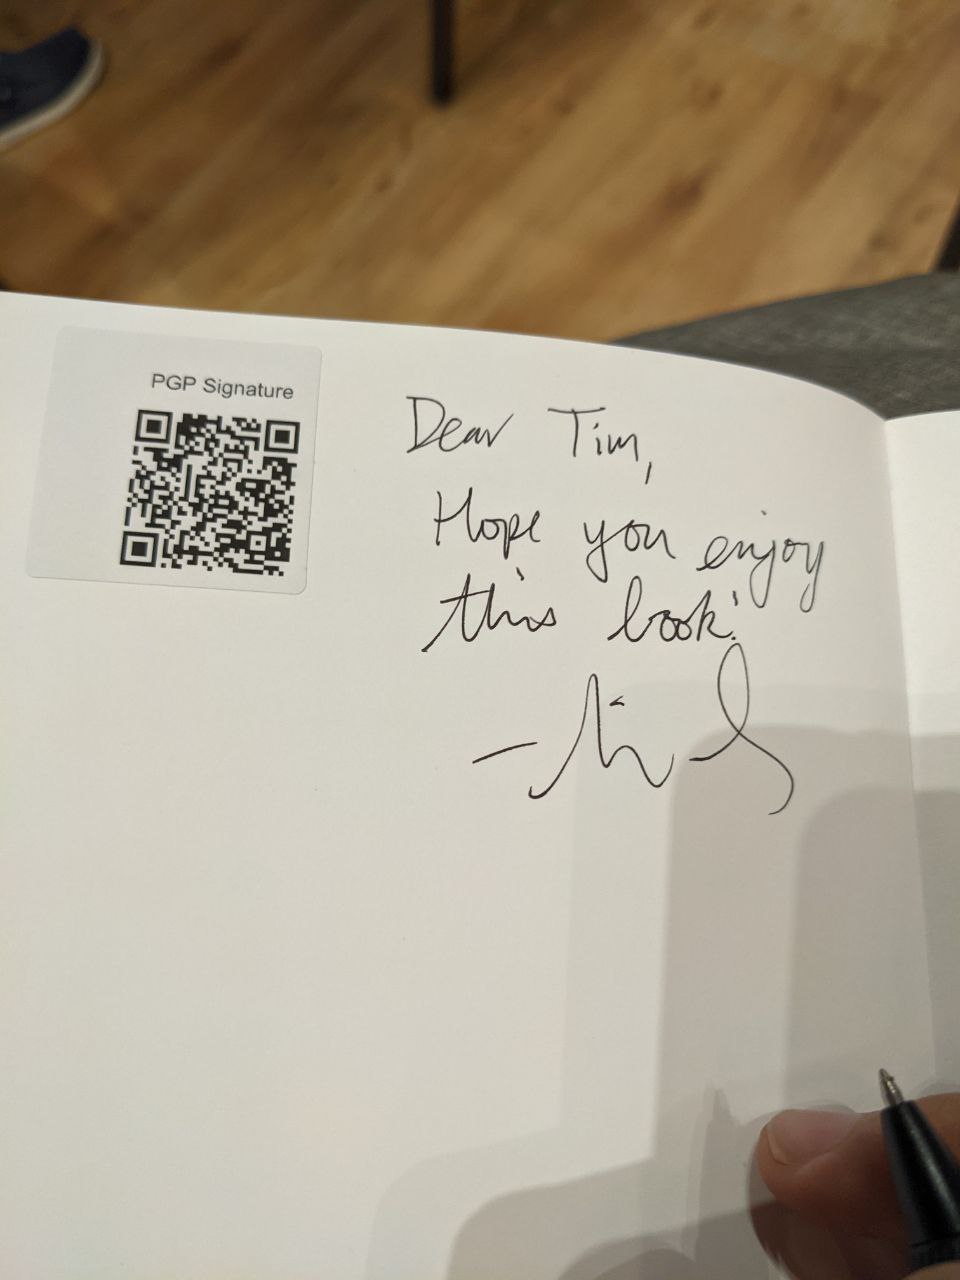 PGP Signature
Dear Tim,
Hope you enjoy
this book!